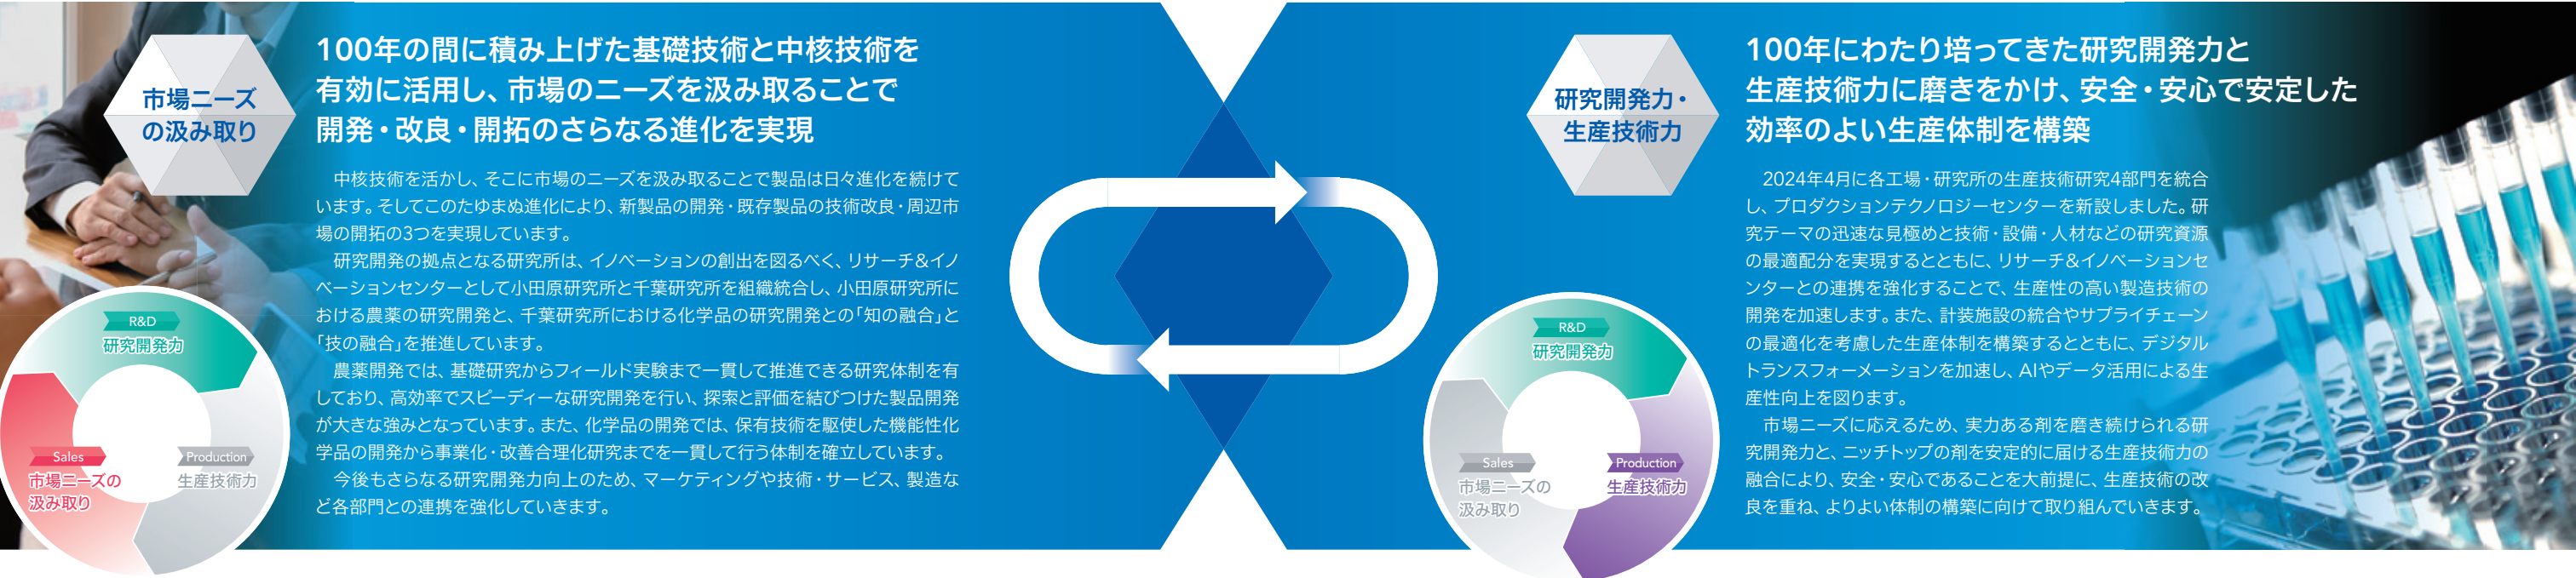 市場ニーズ
の汲み取り
100年の間に積み上げた基礎技術と中核技術を
有効に活用し、市場のニーズを汲み取ることで
開発・改良・開拓のさらなる進化を実現
中核技術を活かし、そこに市場のニーズを汲み取ることで製品は日々進化を続けて
います。そしてこのたゆまぬ進化により、新製品の開発・既存製品の技術改良・周辺市
場の開拓の3つを実現しています。
研究開発の拠点となる研究所は、イノベーションの創出を図るべく、リサーチ&イノ
ベーションセンターとして小田原研究所と千葉研究所を組織統合し、小田原研究所に
おける農薬の研究開発と、千葉研究所における化学品の研究開発との「知の融合」と
「技の融合」を推進しています。
農薬開発では、基礎研究からフィールド実験まで一貫して推進できる研究体制を有
しており、高効率でスピーディーな研究開発を行い、探索と評価を結びつけた製品開発
が大きな強みとなっています。また、化学品の開発では、保有技術を駆使した機能性化
学品の開発から事業化・改善合理化研究までを一貫して行う体制を確立しています。
今後もさらなる研究開発力向上のため、マーケティングや技術・サービス、製造な
ど各部門との連携を強化していきます。
R&D
研究開発力
Sales
市場ニーズの
汲み取り
Production
生産技術力
研究開発力・
生産技術力
100年にわたり培ってきた研究開発力と
生産技術力に磨きをかけ、安全・安心で安定した
効率のよい生産体制を構築
2024年4月に各工場・研究所の生産技術研究4部門を統合
し、プロダクションテクノロジーセンターを新設しました。研
究テーマの迅速な見極めと技術・設備・人材などの研究資源
の最適配分を実現するとともに、リサーチ&イノベーションセ
ンターとの連携を強化することで、生産性の高い製造技術の
開発を加速します。また、計装施設の統合やサプライチェーン
の最適化を考慮した生産体制を構築するとともに、デジタル
トランスフォーメーションを加速し、AIやデータ活用による生
産性向上を図ります。
市場ニーズに応えるため、実力ある剤を磨き続けられる研
究開発力と、ニッチトップの剤を安定的に届ける生産技術力の
融合により、安全・安心であることを大前提に、生産技術の改
良を重ね、よりよい体制の構築に向けて取り組んでいきます。
R&D
研究開発力
Sales
市場ニーズの
汲み取り
Production
生産技術力